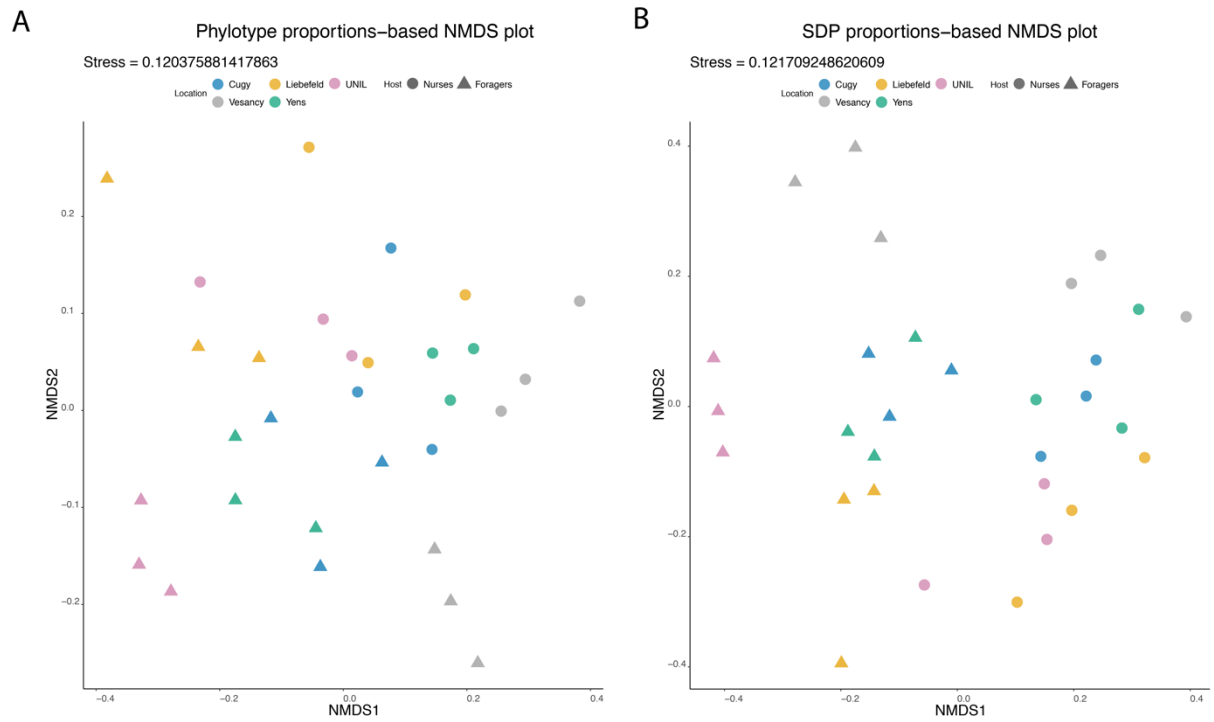 A
Phylotype proportions−based NMDS plot
Stress = 0.120375881417863
Location
Cugy
Liebefeld
UNIL
Host
Nurses
Foragers
Vesancy
Yens
NMDS2
0.2
0.1
0.0
−0.1
−0.2
−0.4
−0.2
0.0
0.2
0.4
NMDS1
B
SDP proportions−based NMDS plot
Stress = 0.121709248620609
Location
Cugy
Liebefeld
UNIL
Host
Nurses
Foragers
Vesancy
Yens
NMDS2
0.4
0.2
0.0
−0.2
−0.4
−0.4
−0.2
0.0
0.2
0.4
NMDS1